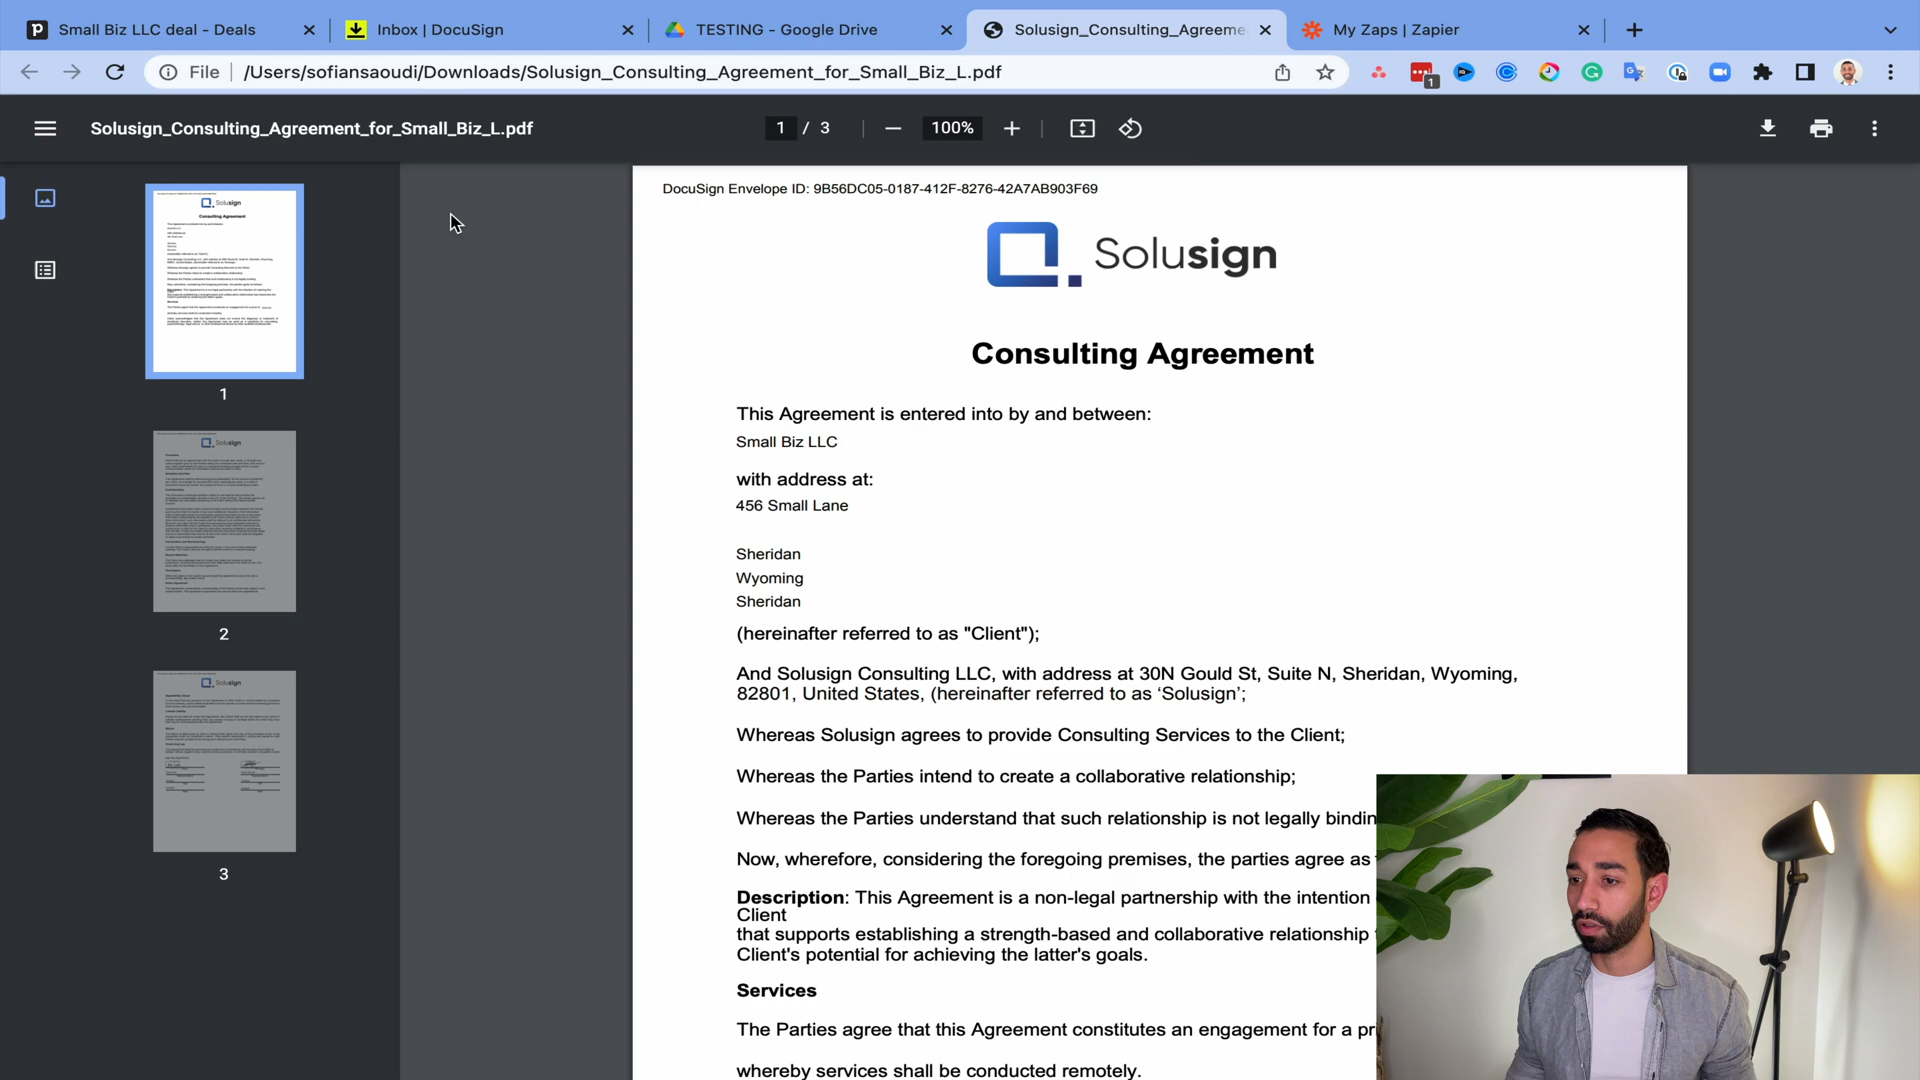 Small Biz LLC deal - Deals
Inbox | DocuSign
TESTING - Google Drive
Solusign_Consulting_Agreeme
My Zaps | Zapier
File
/Users/sofiansaoudi/Downloads/Solusign_Consulting_Agreement_for_Small_Biz_L.pdf
1
Solusign_Consulting_Agreement_for_Small_Biz_L.pdf
1 / 3
100%
Solusign
Consulting Agreement
1
Solusign
2
Solusign
3
DocuSign Envelope ID: 9B56DC05-0187-412F-8276-42A7AB903F69
Solusign
Consulting Agreement
This Agreement is entered into by and between:
Small Biz LLC
with address at:
456 Small Lane
Sheridan
Wyoming
Sheridan
(hereinafter referred to as "Client");
And Solusign Consulting LLC, with address at 30N Gould St, Suite N, Sheridan, Wyoming,
82801, United States, (hereinafter referred to as ‘Solusign’;
Whereas Solusign agrees to provide Consulting Services to the Client;
Whereas the Parties intend to create a collaborative relationship;
Whereas the Parties understand that such relationship is not legally bindin
Now, wherefore, considering the foregoing premises, the parties agree as
Description: This Agreement is a non-legal partnership with the intention
Client
that supports establishing a strength-based and collaborative relationship
Client's potential for achieving the latter's goals.
Services
The Parties agree that this Agreement constitutes an engagement for a pr
whereby services shall be conducted remotely.